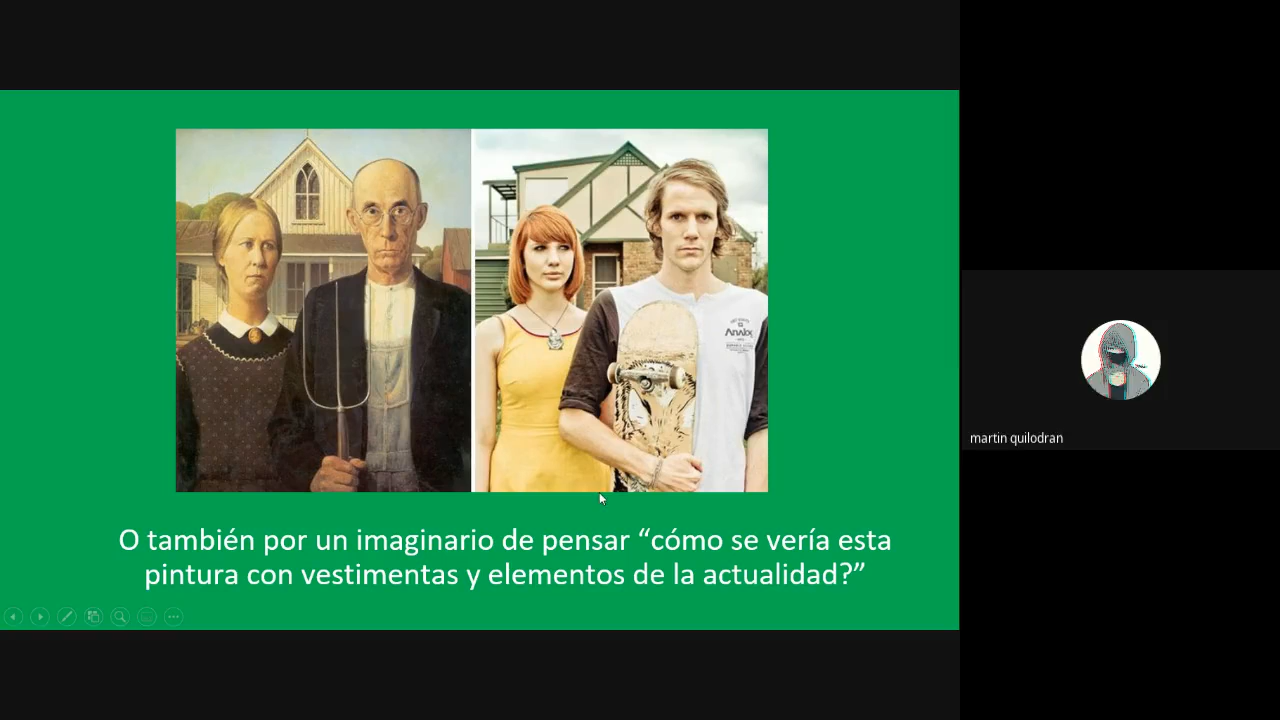 Analog
O también por un imaginario de pensar “cómo se vería esta
pintura con vestimentas y elementos de la actualidad?”
martin quilodran